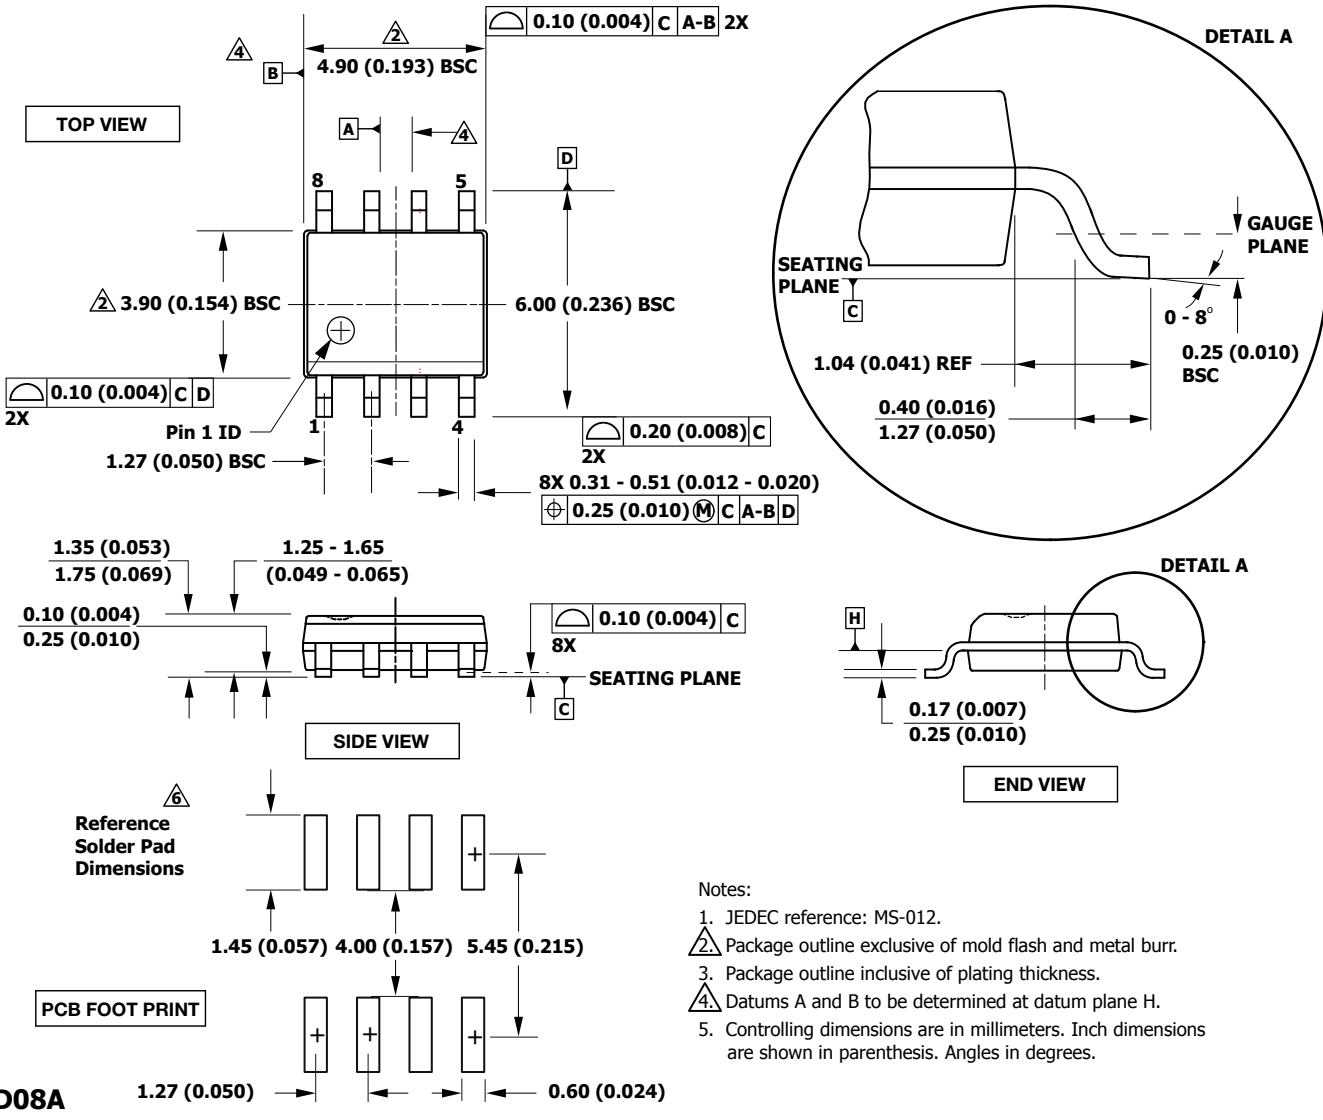 0.10 (0.004) C A-B 2X
DETAIL A
2
4
B
4.90 (0.193) BSC
TOP VIEW
A
4
D
8
5
2 3.90 (0.154) BSC
6.00 (0.236) BSC
0.10 (0.004) C D
2X
Pin 1 ID
1
4
1.27 (0.050) BSC
0.20 (0.008) C
2X
8X 0.31 - 0.51 (0.012 - 0.020)
0.25 (0.010) M C A-B D
GAUGE
PLANE
SEATING
PLANE
C
0 - 8°
1.04 (0.041) REF
0.25 (0.010)
BSC
0.40 (0.016)
1.27 (0.050)
1.35 (0.053)
1.75 (0.069)
1.25 - 1.65
(0.049 - 0.065)
0.10 (0.004)
0.25 (0.010)
0.10 (0.004) C
8X
SEATING PLANE
C
SIDE VIEW
DETAIL A
H
0.17 (0.007)
0.25 (0.010)
END VIEW
6
Reference
Solder Pad
Dimensions
1.45 (0.057) 4.00 (0.157) 5.45 (0.215)
PCB FOOT PRINT
1.27 (0.050)
0.60 (0.024)
D08A
Notes:
1. JEDEC reference: MS-012.
2. Package outline exclusive of mold flash and metal burr.
3. Package outline inclusive of plating thickness.
4. Datums A and B to be determined at datum plane H.
5. Controlling dimensions are in millimeters. Inch dimensions
are shown in parenthesis. Angles in degrees.